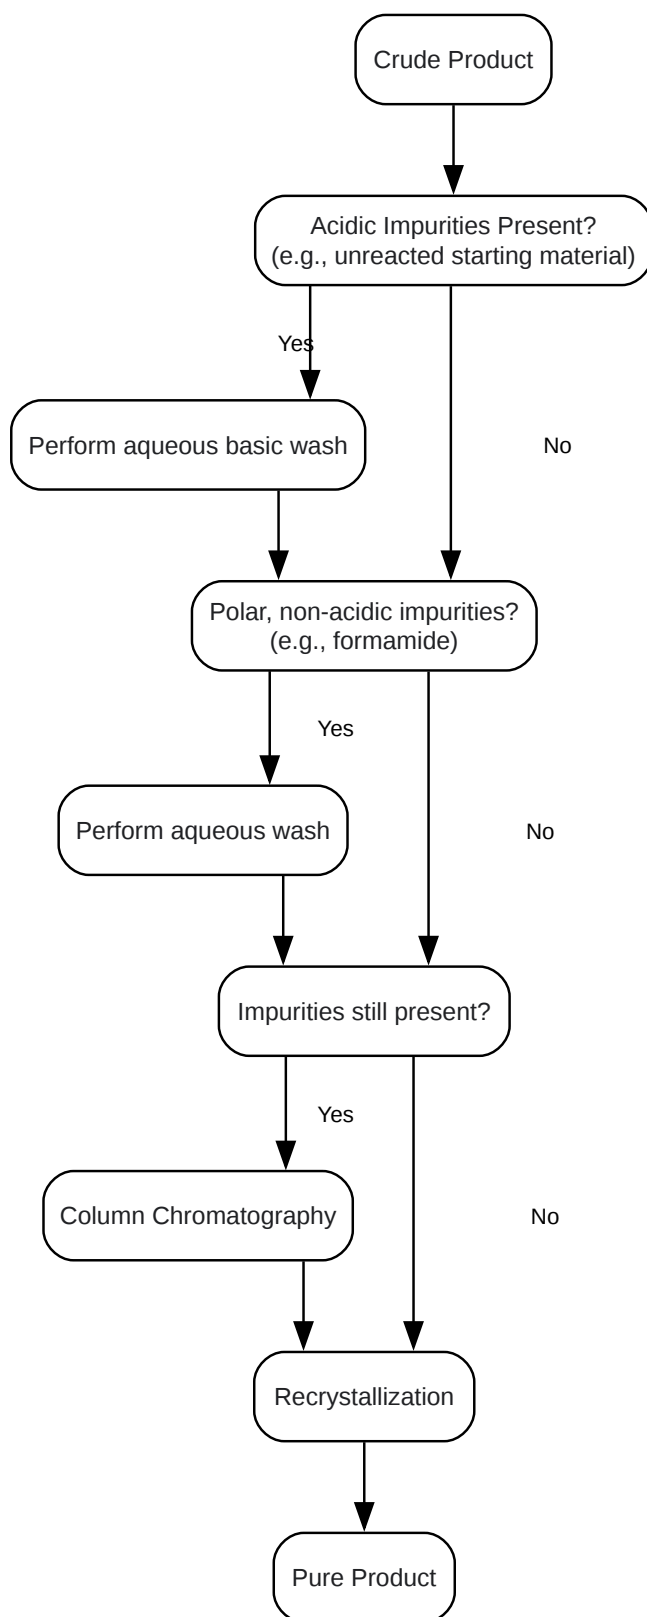 Crude Product
Acidic Impurities Present?
(e.g., unreacted starting material)
Yes
Perform aqueous basic wash
No
Polar, non-acidic impurities?
(e.g., formamide)
Yes
Perform aqueous wash
No
Impurities still present?
Yes
Column Chromatography
No
Recrystallization
Pure Product